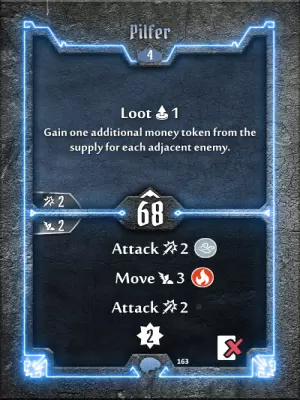 Pilfer
4
Loot 1
Gain one additional money token from the
supply for each adjacent enemy.
2
68
2
Attack 2
Move 3
Attack 2
2
163